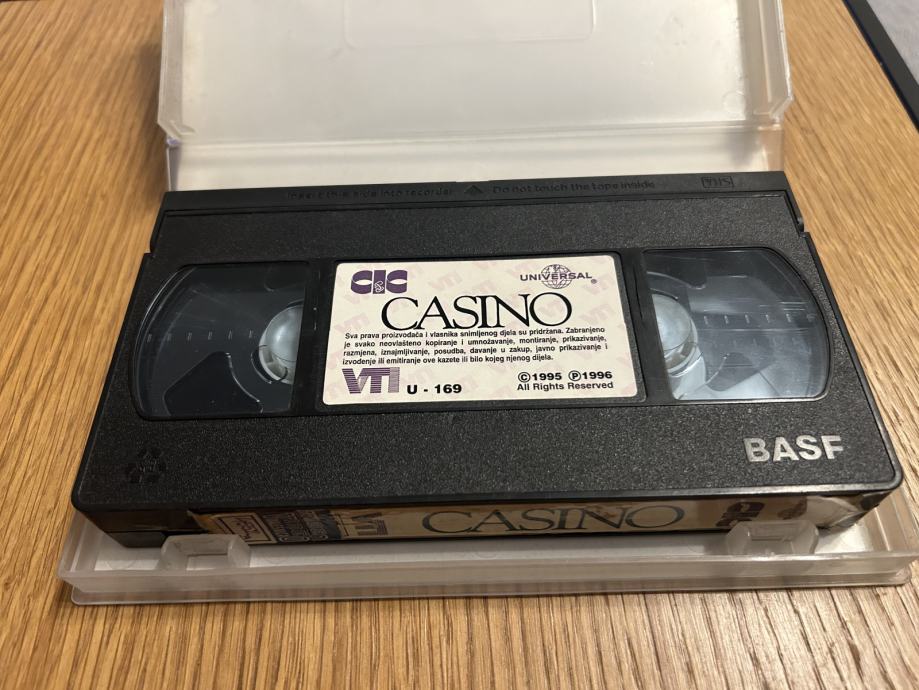 Insert this side into recorder Do not touch the tape inside VHS
CIC
UNIVERSAL
CASINO
Sva prava proizvođača i vlasnika snimljenog djela su pridržana. Zabranjeno
je svako neovlašteno kopiranje i umnožavanje, montiranje, prikazivanje,
razmjena, iznajmljivanje, posudba, davanje u zakup, javno prikazivanje i
izvođenje ili emitiranje ove kazete ili bilo kojeg njenog dijela.
VTI U - 169
©1995 ℗1996
All Rights Reserved
BASF
VTI CASINO